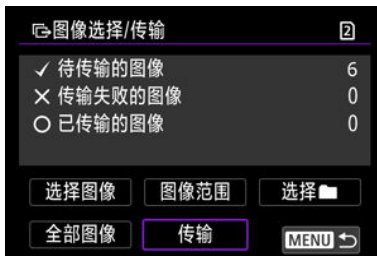 图像选择/传输 2
✓ 待传输的图像 6
✕ 传输失败的图像 0
○ 已传输的图像 0
选择图像 图像范围 选择
全部图像 传输 MENU